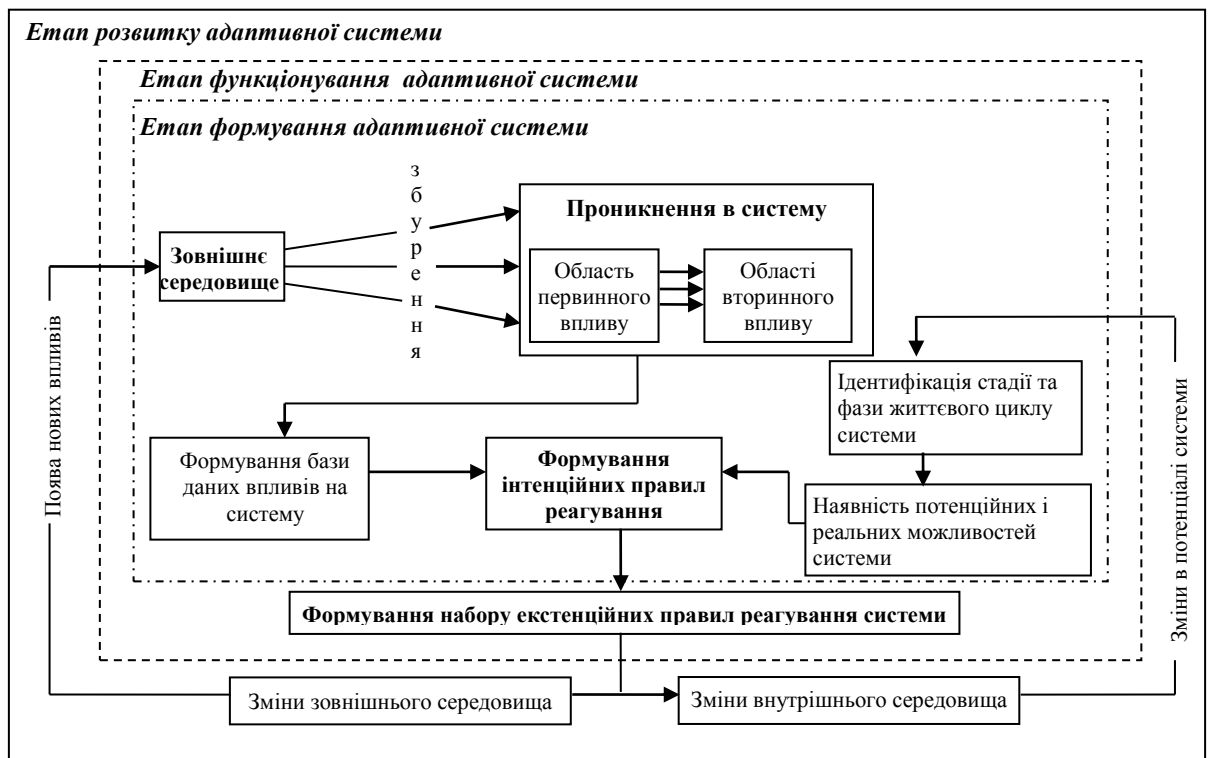 Етап розвитку адаптивної системи
Етап функціонування адаптивної системи
Етап формування адаптивної системи
збурення
Проникнення в систему
Зовнішнє
середовище
Область
первинного
впливу
Області
вторинного
впливу
Поява нових впливів
Зміни в потенціалі системи
Ідентифікація стадії та
фази життєвого циклу
системи
Формування бази
даних впливів на
систему
Формування
інтенційних правил
реагування
Наявність потенційних і
реальних можливостей
системи
Формування набору екстенційних правил реагування системи
Зміни зовнішнього середовища
Зміни внутрішнього середовища